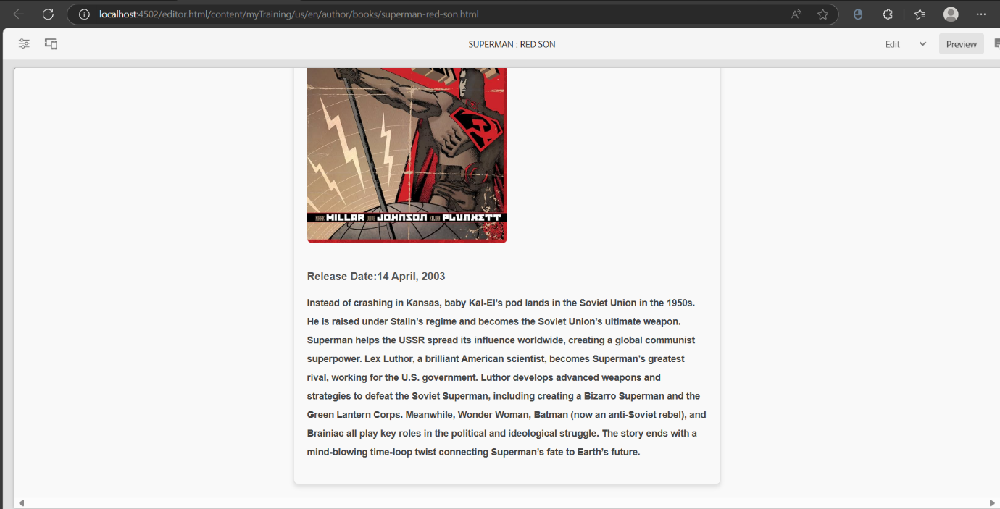 localhost:4502/editor.html/content/myTraining/us/en/author/books/superman-red-son.html
SUPERMAN : RED SON
Edit
Preview
MARK MILLAR DAVE JOHNSON KILIAN PLUNKETT
Release Date:14 April, 2003
Instead of crashing in Kansas, baby Kal-El’s pod lands in the Soviet Union in the 1950s.
He is raised under Stalin’s regime and becomes the Soviet Union’s ultimate weapon.
Superman helps the USSR spread its influence worldwide, creating a global communist
superpower. Lex Luthor, a brilliant American scientist, becomes Superman’s greatest
rival, working for the U.S. government. Luthor develops advanced weapons and
strategies to defeat the Soviet Superman, including creating a Bizarro Superman and the
Green Lantern Corps. Meanwhile, Wonder Woman, Batman (now an anti-Soviet rebel), and
Brainiac all play key roles in the political and ideological struggle. The story ends with a
mind-blowing time-loop twist connecting Superman’s fate to Earth’s future.